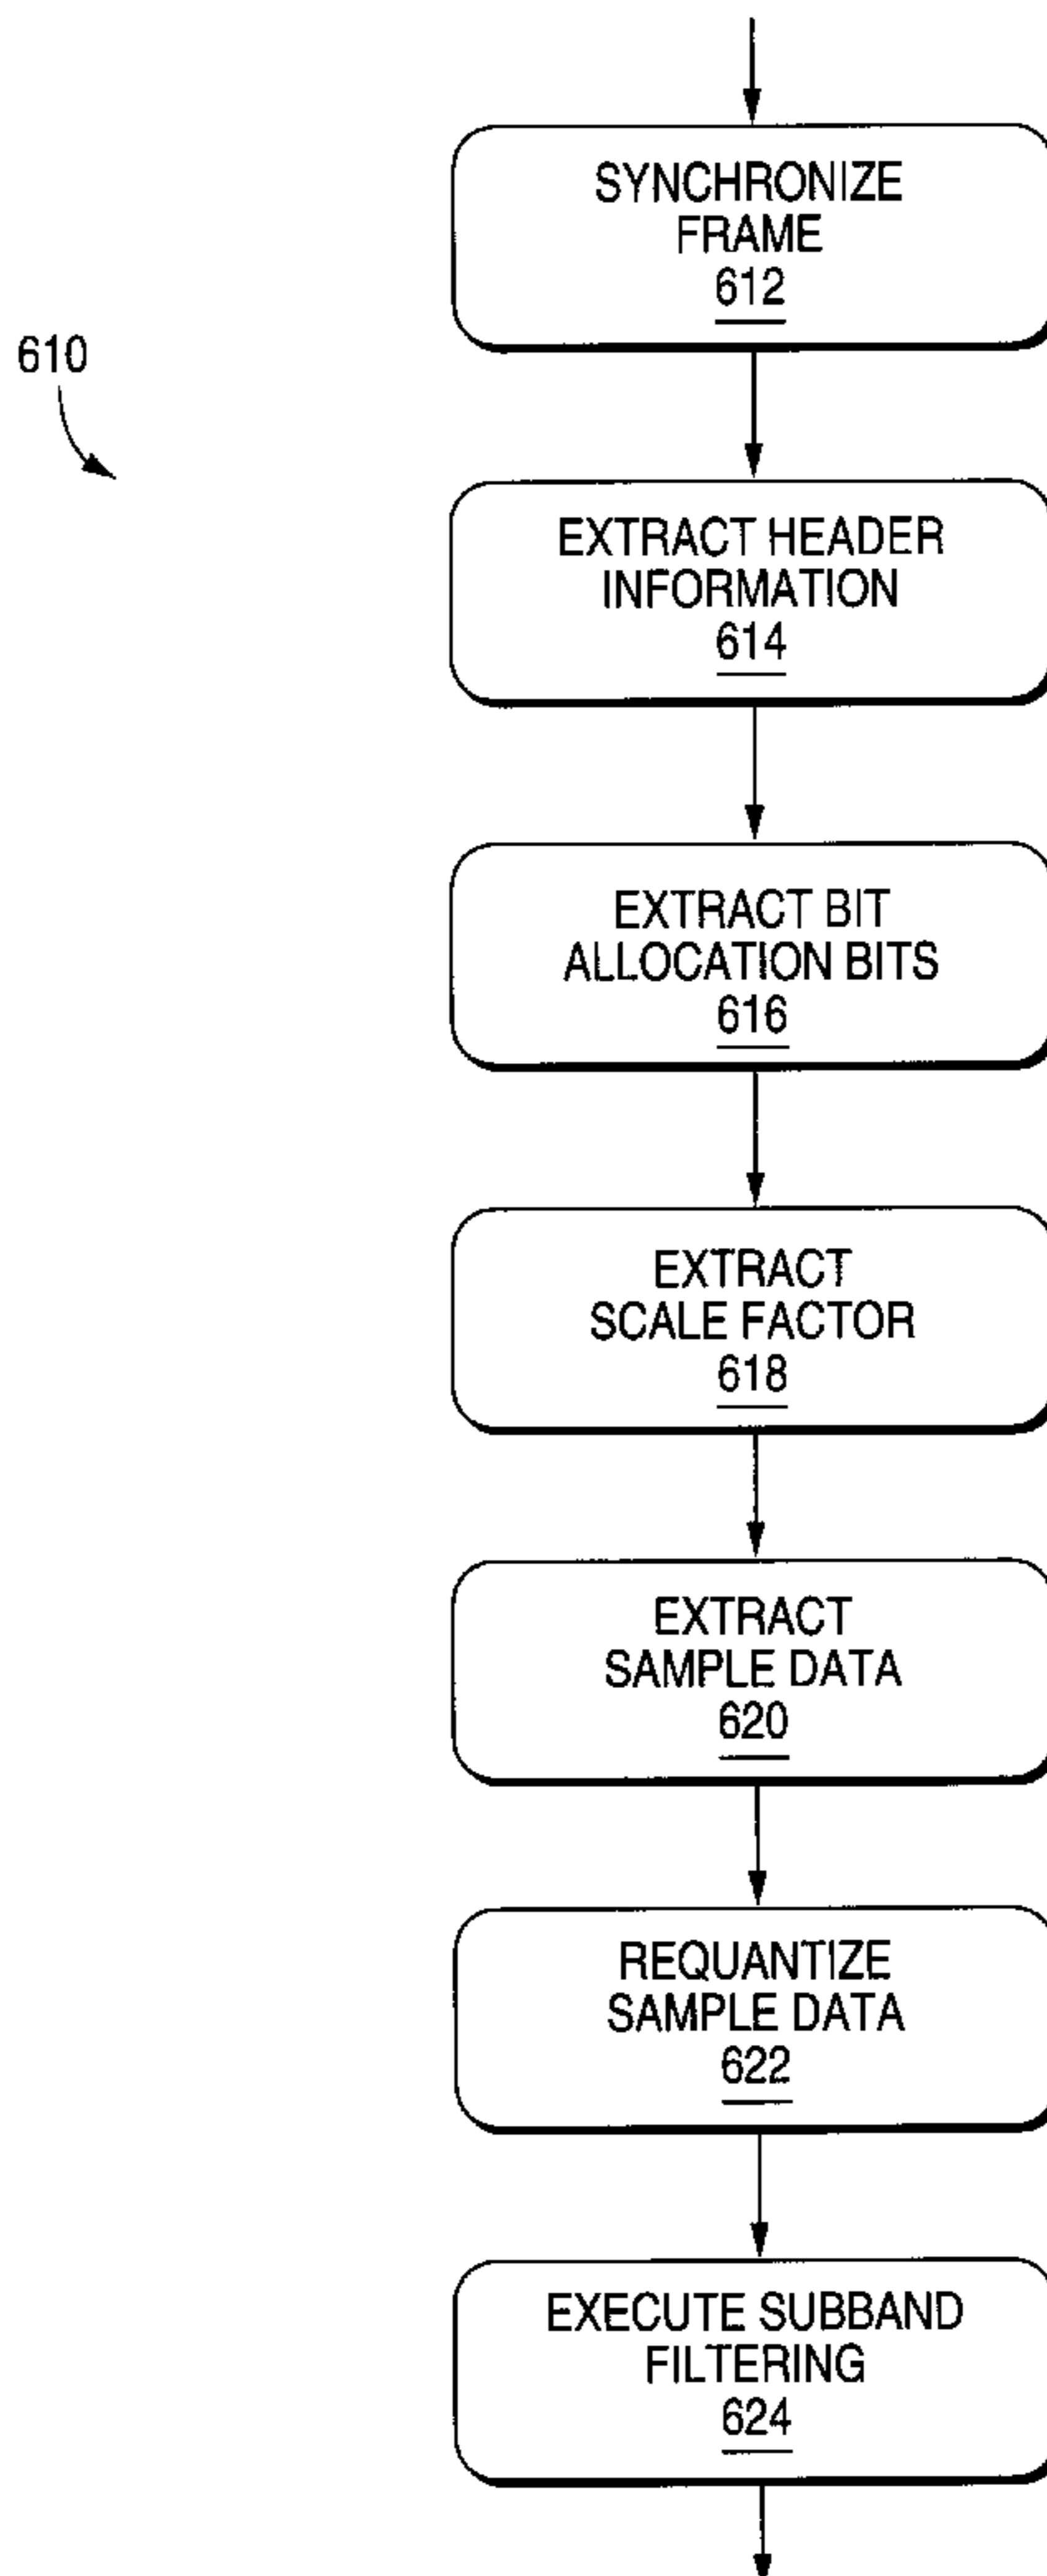 SYNCHRONIZE
FRAME
612
610
EXTRACT HEADER
INFORMATION
614
EXTRACT BIT
ALLOCATION BITS
616
EXTRACT
SCALE FACTOR
618
EXTRACT
SAMPLE DATA
620
REQUANTIZE
SAMPLE DATA
622
EXECUTE SUBBAND
FILTERING
624